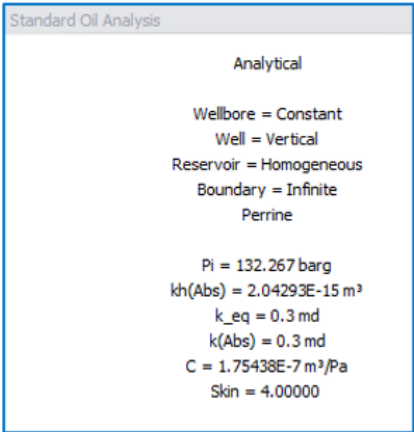 Standard Oil Analysis
Analytical
Wellbore = Constant
Well = Vertical
Reservoir = Homogeneous
Boundary = Infinite
Perrine
Pi = 132.267 barg
kh(Abs) = 2.04293E-15 m³
k_eq = 0.3 md
k(Abs) = 0.3 md
C = 1.75438E-7 m³/Pa
Skin = 4.00000